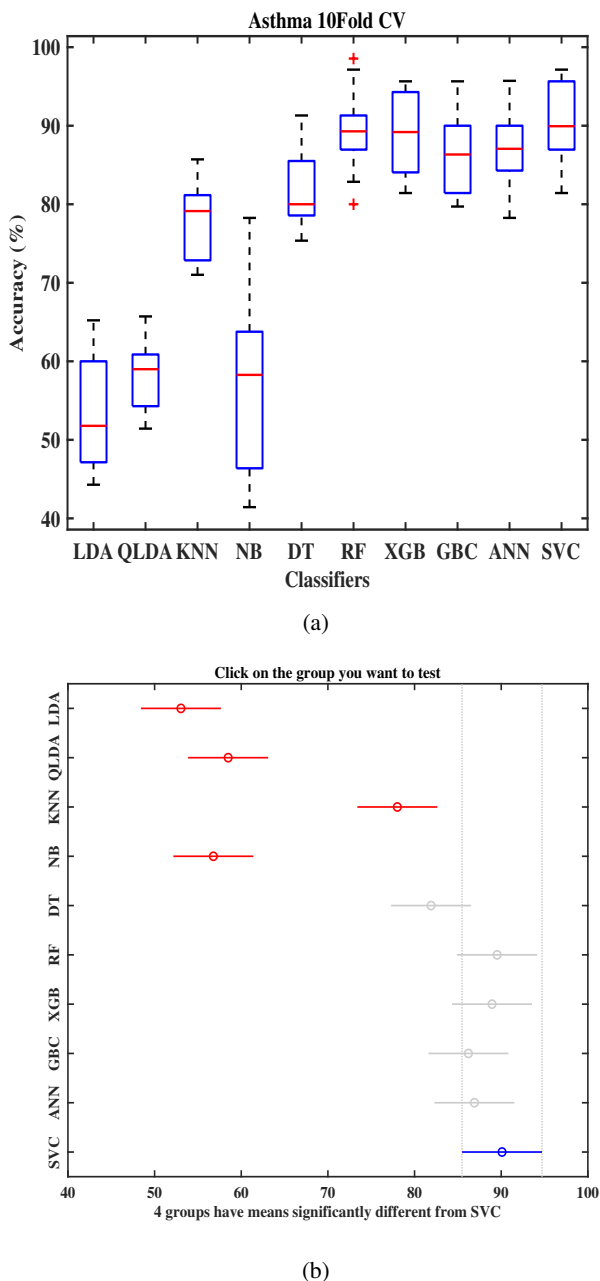 Asthma 10Fold CV
100
90
80
70
60
50
40
Accuracy (%)
LDA QLDA KNN NB DT RF XGB GBC ANN SVC
Classifiers
(a)
Click on the group you want to test
LDA
QLDA
KNN
NB
DT
RF
XGB
GBC
ANN
SVC
40 50 60 70 80 90 100
4 groups have means significantly different from SVC
(b)